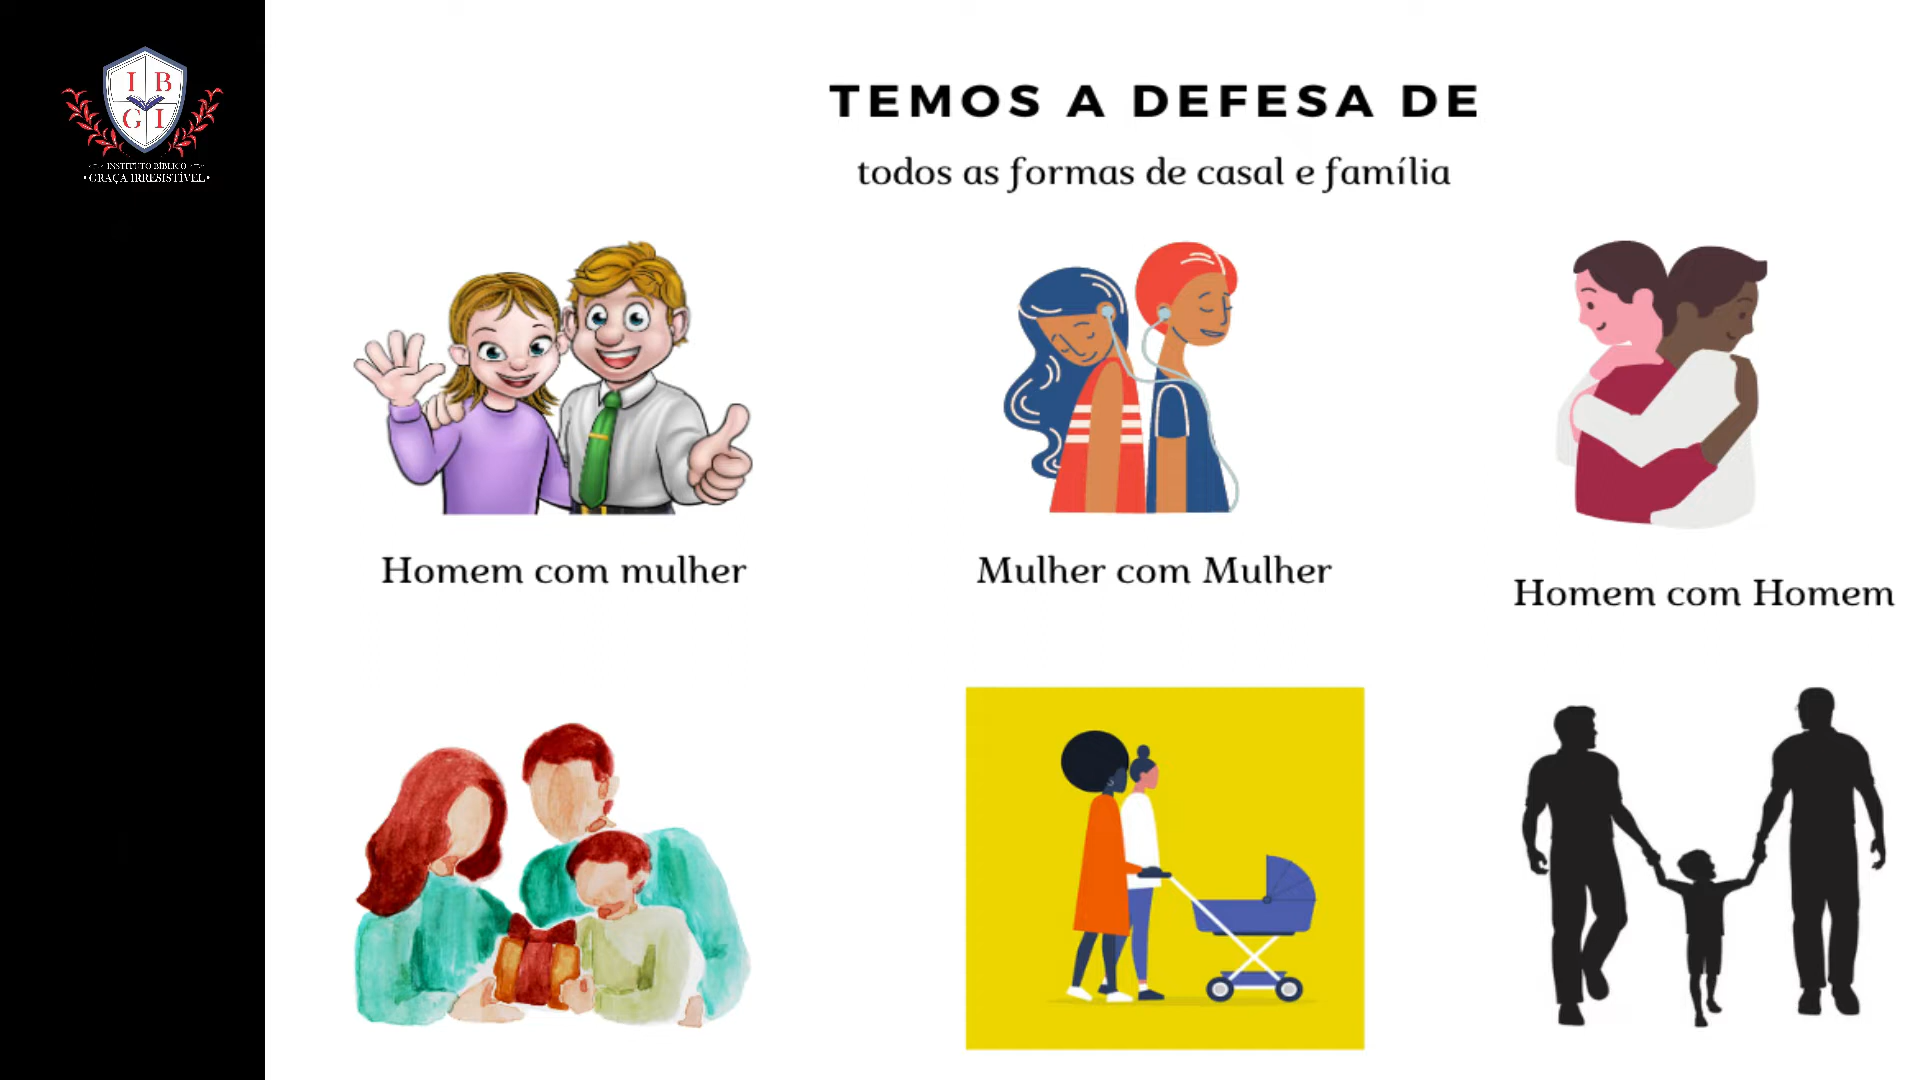 I B
G I
INSTITUTO BÍBLICO
• GRAÇA IRRESISTÍVEL •
TEMOS A DEFESA DE
todos as formas de casal e família
Homem com mulher
Mulher com Mulher
Homem com Homem